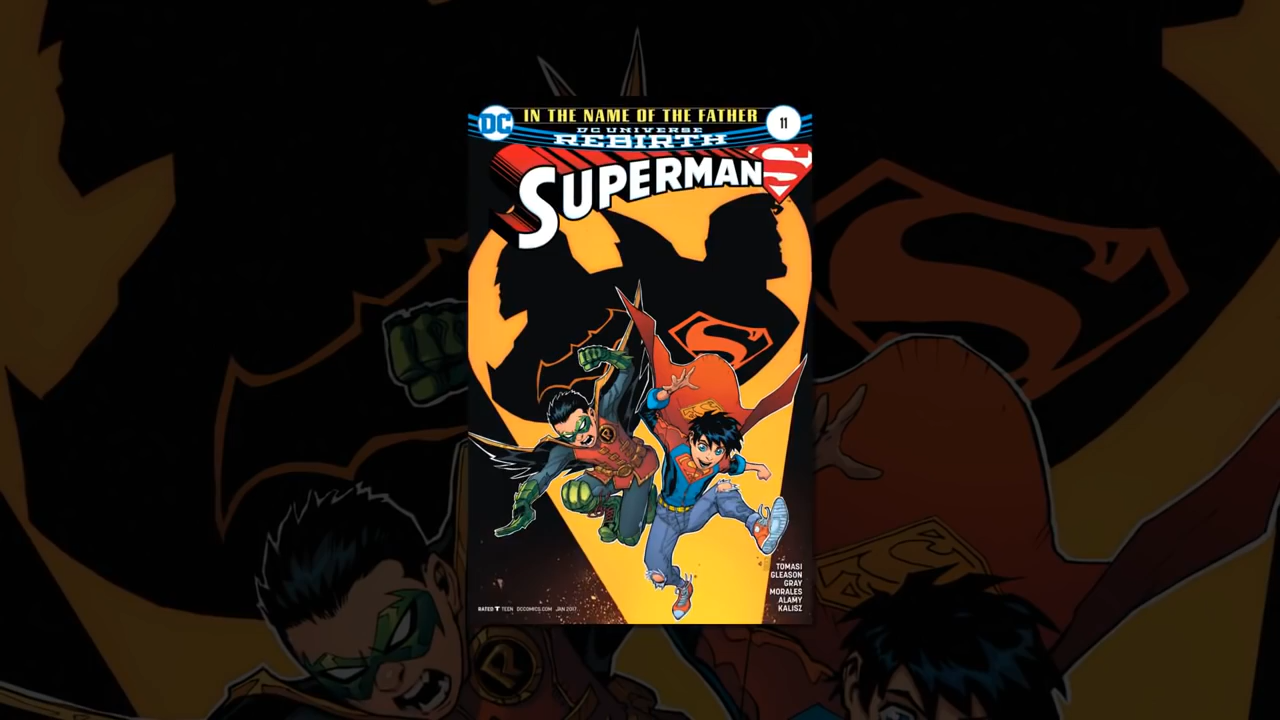 IN THE NAME OF THE FATHER
DC
11
DC UNIVERSE
REBIRTH
SUPERMAN
S
R
S
TOMASI
GLEASON
GRAY
MORALES
ALAMY
KALISZ
RATED T TEEN DCCOMICS.COM JAN 2017